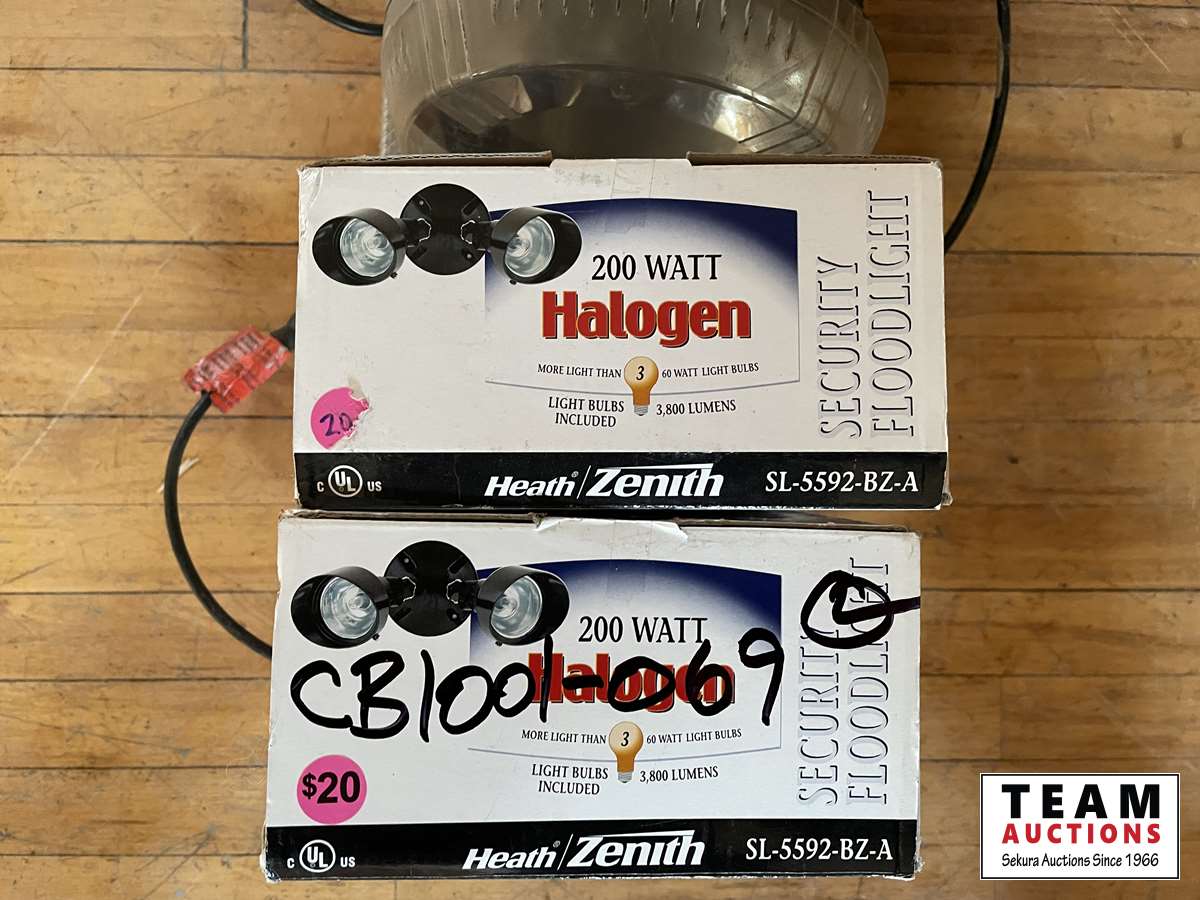 200 WATT
Halogen
MORE LIGHT THAN 3 60 WATT LIGHT BULBS
LIGHT BULBS INCLUDED 3,800 LUMENS
SECURITY
FLOODLIGHT
20
C UL US
Heath®/Zenith SL-5592-BZ-A
2
200 WATT
Halogen
CB1001-069
MORE LIGHT THAN 3 60 WATT LIGHT BULBS
LIGHT BULBS INCLUDED 3,800 LUMENS
SECURITY
FLOODLIGHT
$20
C UL US
Heath®/Zenith SL-5592-BZ-A
TEAM
AUCTIONS
Sekura Auctions Since 1966